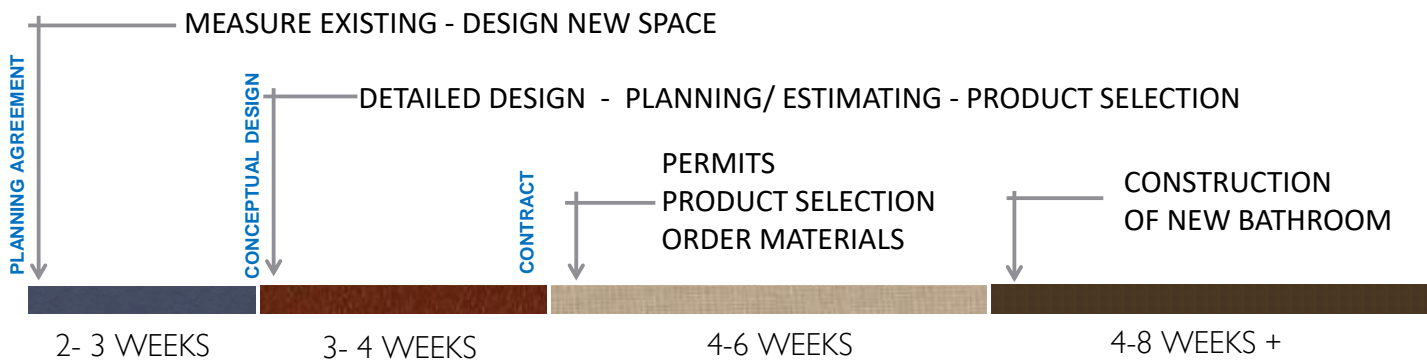 MEASURE EXISTING - DESIGN NEW SPACE
PLANNING AGREEMENT
CONCEPTUAL DESIGN
DETAILED DESIGN - PLANNING/ ESTIMATING - PRODUCT SELECTION
CONTRACT
PERMITS
PRODUCT SELECTION
ORDER MATERIALS
CONSTRUCTION
OF NEW BATHROOM
2- 3 WEEKS
3- 4 WEEKS
4-6 WEEKS
4-8 WEEKS +